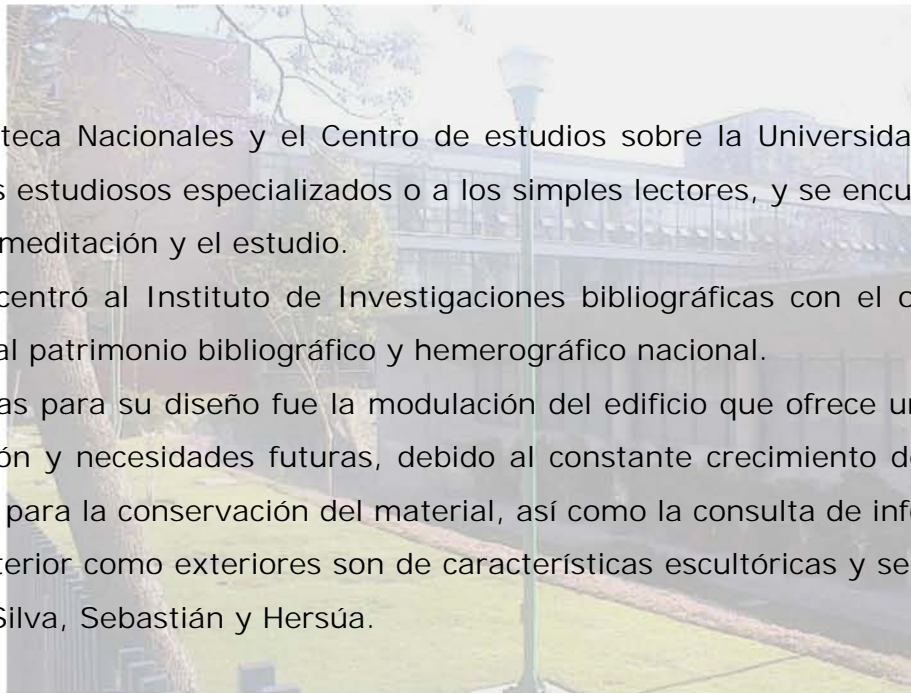 teca Nacionales y el Centro de estudios sobre la Universida
s estudiosos especializados o a los simples lectores, y se encu
meditación y el estudio.
centró al Instituto de Investigaciones bibliográficas con el o
al patrimonio bibliográfico y hemerográfico nacional.
as para su diseño fue la modulación del edificio que ofrece un
ón y necesidades futuras, debido al constante crecimiento de
para la conservación del material, así como la consulta de info
terior como exteriores son de características escultóricas y se
Silva, Sebastián y Hersúa.